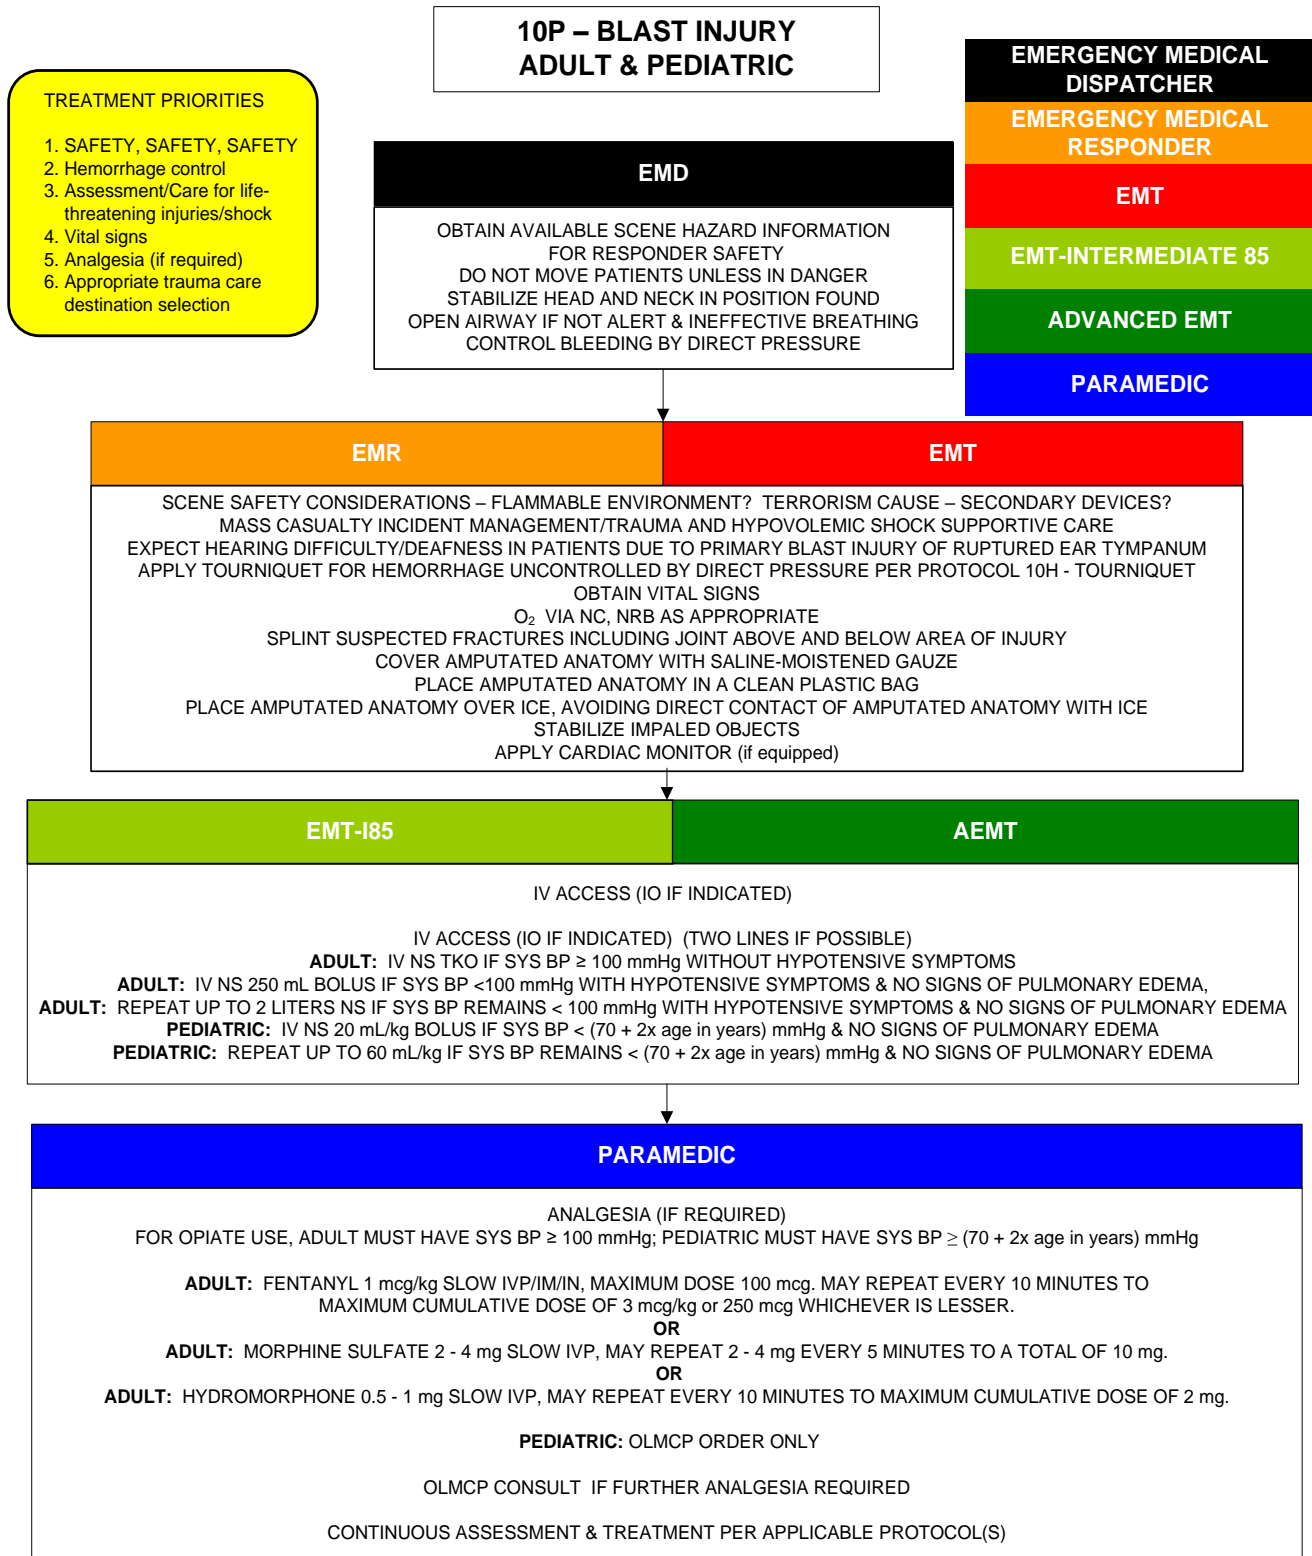 10P – BLAST INJURY
ADULT & PEDIATRIC
TREATMENT PRIORITIES
1. SAFETY, SAFETY, SAFETY
2. Hemorrhage control
3. Assessment/Care for life-
threatening injuries/shock
4. Vital signs
5. Analgesia (if required)
6. Appropriate trauma care
destination selection
EMERGENCY MEDICAL
DISPATCHER
EMERGENCY MEDICAL
RESPONDER
EMT
EMT-INTERMEDIATE 85
ADVANCED EMT
PARAMEDIC
EMD
OBTAIN AVAILABLE SCENE HAZARD INFORMATION
FOR RESPONDER SAFETY
DO NOT MOVE PATIENTS UNLESS IN DANGER
STABILIZE HEAD AND NECK IN POSITION FOUND
OPEN AIRWAY IF NOT ALERT & INEFFECTIVE BREATHING
CONTROL BLEEDING BY DIRECT PRESSURE
EMR
EMT
SCENE SAFETY CONSIDERATIONS – FLAMMABLE ENVIRONMENT? TERRORISM CAUSE – SECONDARY DEVICES?
MASS CASUALTY INCIDENT MANAGEMENT/TRAUMA AND HYPOVOLEMIC SHOCK SUPPORTIVE CARE
EXPECT HEARING DIFFICULTY/DEAFNESS IN PATIENTS DUE TO PRIMARY BLAST INJURY OF RUPTURED EAR TYMPANUM
APPLY TOURNIQUET FOR HEMORRHAGE UNCONTROLLED BY DIRECT PRESSURE PER PROTOCOL 10H - TOURNIQUET
OBTAIN VITAL SIGNS
O₂ VIA NC, NRB AS APPROPRIATE
SPLINT SUSPECTED FRACTURES INCLUDING JOINT ABOVE AND BELOW AREA OF INJURY
COVER AMPUTATED ANATOMY WITH SALINE-MOISTENED GAUZE
PLACE AMPUTATED ANATOMY IN A CLEAN PLASTIC BAG
PLACE AMPUTATED ANATOMY OVER ICE, AVOIDING DIRECT CONTACT OF AMPUTATED ANATOMY WITH ICE
STABILIZE IMPALED OBJECTS
APPLY CARDIAC MONITOR (if equipped)
EMT-I85
AEMT
IV ACCESS (IO IF INDICATED)
IV ACCESS (IO IF INDICATED) (TWO LINES IF POSSIBLE)
ADULT: IV NS TKO IF SYS BP ≥ 100 mmHg WITHOUT HYPOTENSIVE SYMPTOMS
ADULT: IV NS 250 mL BOLUS IF SYS BP <100 mmHg WITH HYPOTENSIVE SYMPTOMS & NO SIGNS OF PULMONARY EDEMA,
ADULT: REPEAT UP TO 2 LITERS NS IF SYS BP REMAINS < 100 mmHg WITH HYPOTENSIVE SYMPTOMS & NO SIGNS OF PULMONARY EDEMA
PEDIATRIC: IV NS 20 mL/kg BOLUS IF SYS BP < (70 + 2x age in years) mmHg & NO SIGNS OF PULMONARY EDEMA
PEDIATRIC: REPEAT UP TO 60 mL/kg IF SYS BP REMAINS < (70 + 2x age in years) mmHg & NO SIGNS OF PULMONARY EDEMA
PARAMEDIC
ANALGESIA (IF REQUIRED)
FOR OPIATE USE, ADULT MUST HAVE SYS BP ≥ 100 mmHg; PEDIATRIC MUST HAVE SYS BP ≥ (70 + 2x age in years) mmHg
ADULT: FENTANYL 1 mcg/kg SLOW IVP/IM/IN, MAXIMUM DOSE 100 mcg. MAY REPEAT EVERY 10 MINUTES TO
MAXIMUM CUMULATIVE DOSE OF 3 mcg/kg or 250 mcg WHICHEVER IS LESSER.
OR
ADULT: MORPHINE SULFATE 2 - 4 mg SLOW IVP, MAY REPEAT 2 - 4 mg EVERY 5 MINUTES TO A TOTAL OF 10 mg.
OR
ADULT: HYDROMORPHONE 0.5 - 1 mg SLOW IVP, MAY REPEAT EVERY 10 MINUTES TO MAXIMUM CUMULATIVE DOSE OF 2 mg.
PEDIATRIC: OLMCP ORDER ONLY
OLMCP CONSULT IF FURTHER ANALGESIA REQUIRED
CONTINUOUS ASSESSMENT & TREATMENT PER APPLICABLE PROTOCOL(S)